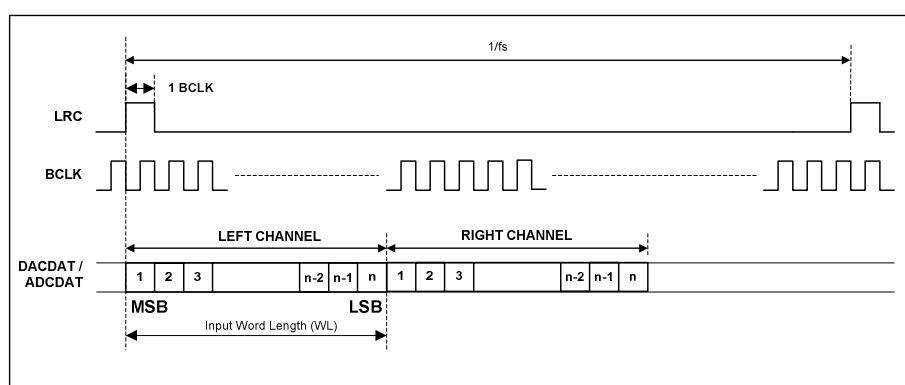 1/fs
1 BCLK
LRC
BCLK
LEFT CHANNEL RIGHT CHANNEL
DACDAT /
ADCDAT
1 2 3 n-2 n-1 n 1 2 3 n-2 n-1 n
MSB LSB
Input Word Length (WL)